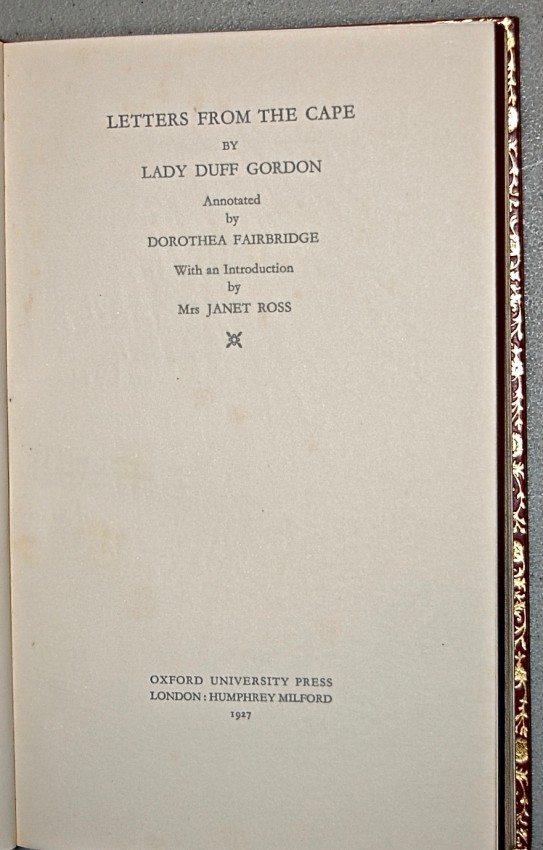 LETTERS FROM THE CAPE
BY
LADY DUFF GORDON
Annotated
by
DOROTHEA FAIRBRIDGE
With an Introduction
by
Mrs JANET ROSS
OXFORD UNIVERSITY PRESS
LONDON : HUMPHREY MILFORD
1927